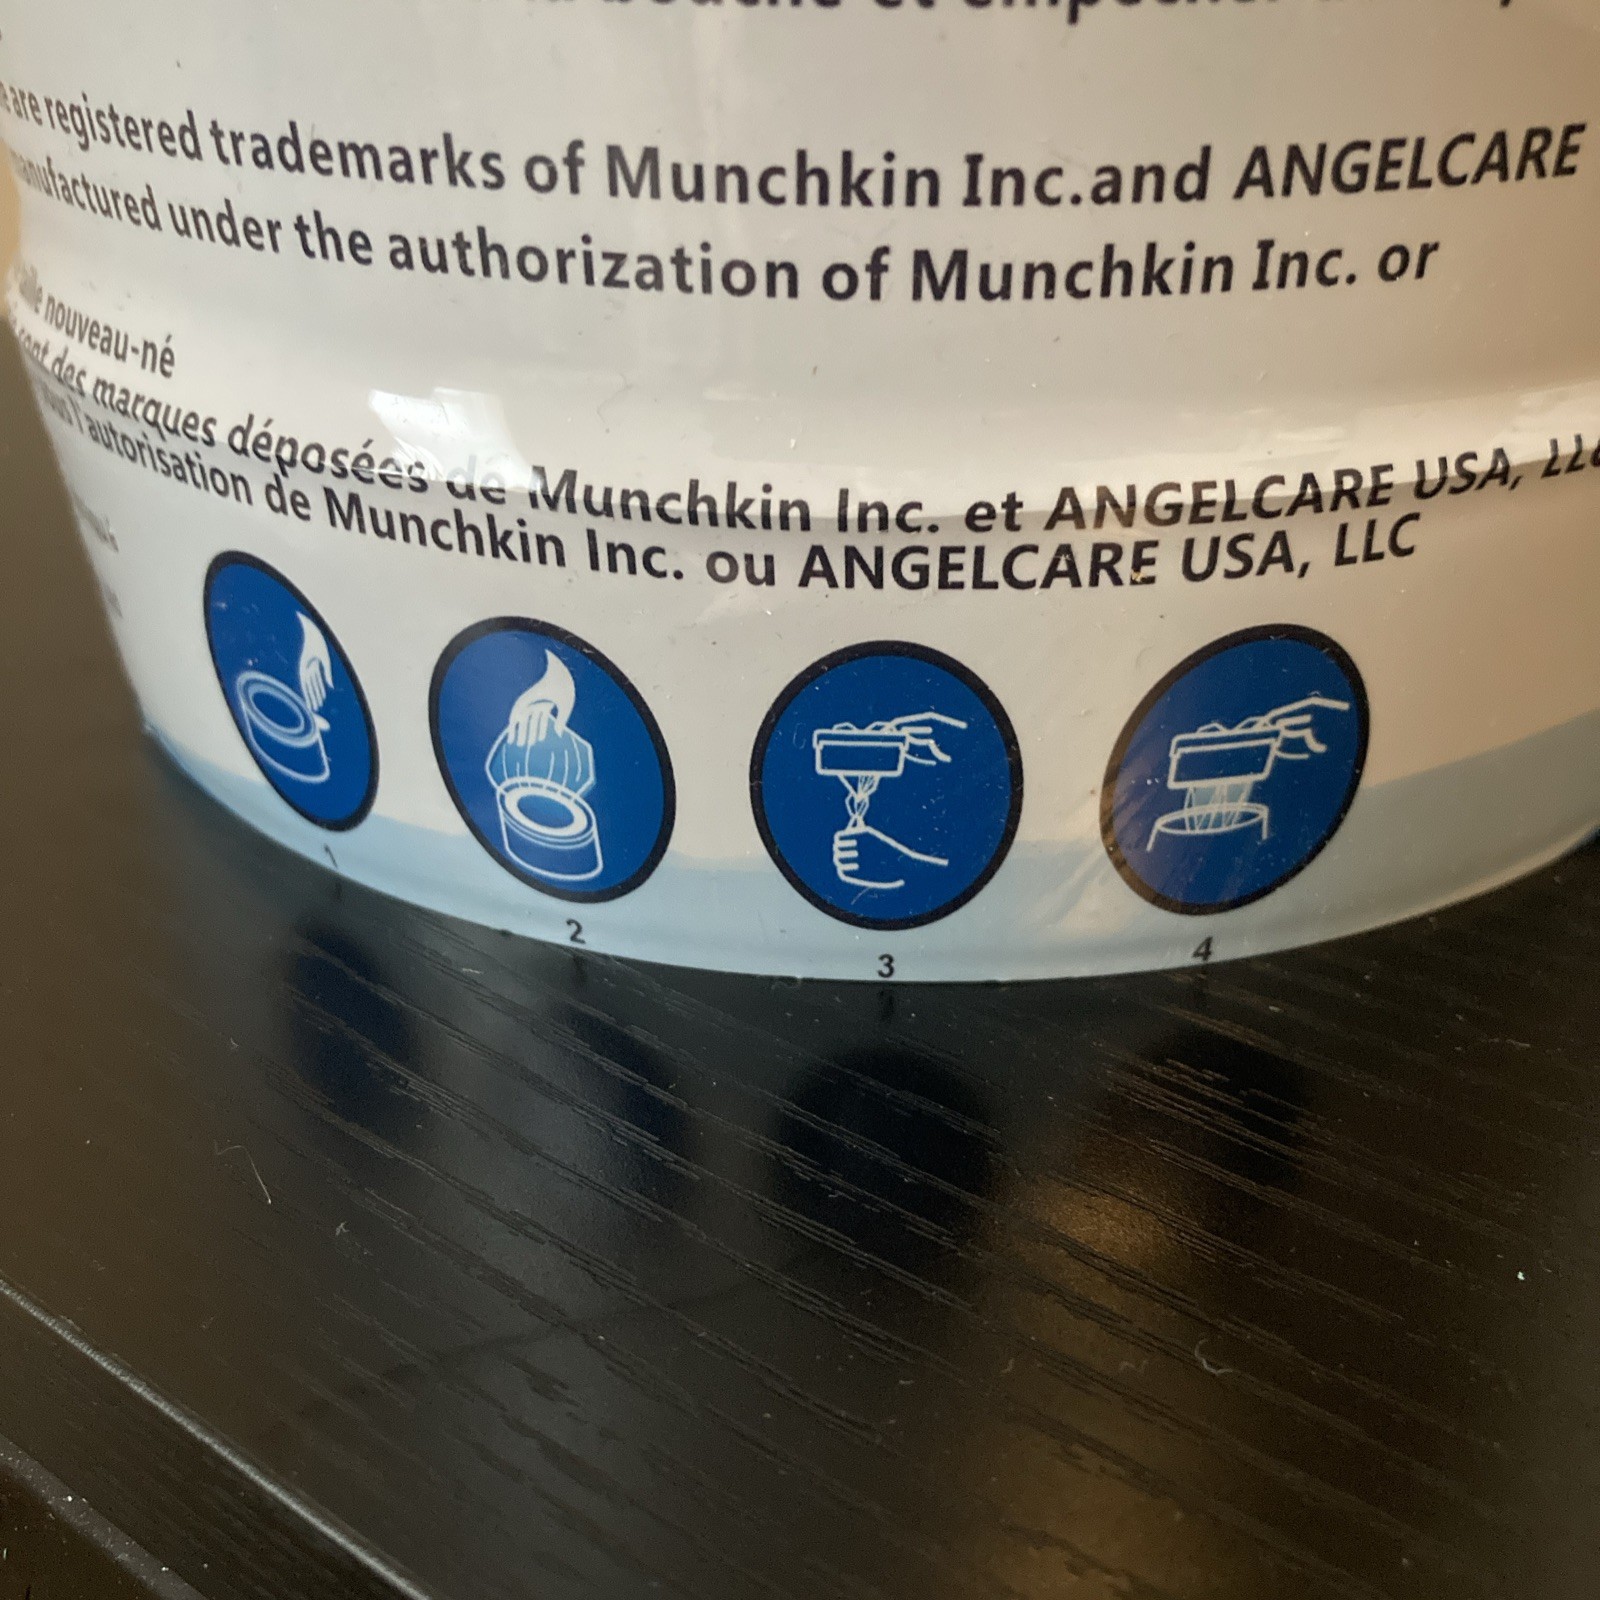 are registered trademarks of Munchkin Inc.and ANGELCARE
manufactured under the authorization of Munchkin Inc. or
nouveau-né
sont des marques déposées de Munchkin Inc. et ANGELCARE USA, LLC
l'autorisation de Munchkin Inc. ou ANGELCARE USA, LLC
1
2
3
4